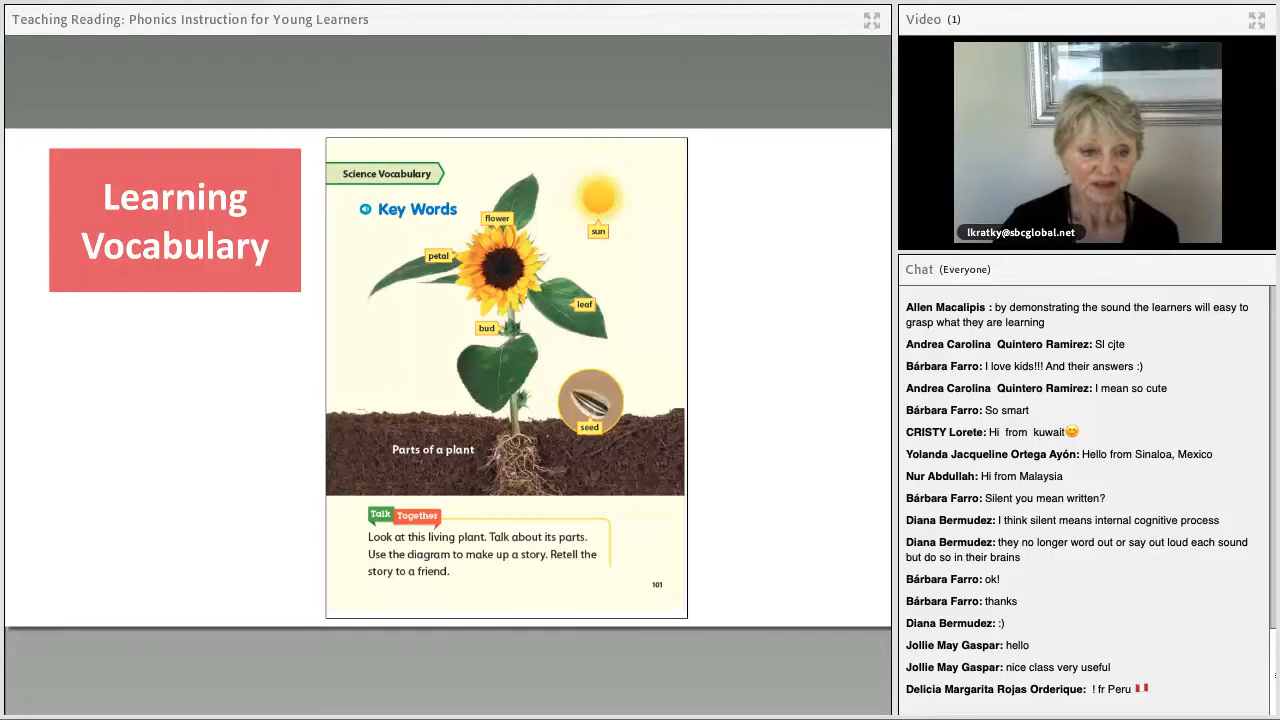 Teaching Reading: Phonics Instruction for Young Learners
Learning
Vocabulary
Science Vocabulary
Key Words
flower
sun
petal
leaf
bud
seed
Parts of a plant
Talk Together
Look at this living plant. Talk about its parts.
Use the diagram to make up a story. Retell the
story to a friend.
101
Video (1)
lkratky@sbcglobal.net
Chat (Everyone)
Allen Macalipis : by demonstrating the sound the learners will easy to
grasp what they are learning
Andrea Carolina Quintero Ramirez: Sl cjte
Bárbara Farro: I love kids!!! And their answers :)
Andrea Carolina Quintero Ramirez: I mean so cute
Bárbara Farro: So smart
CRISTY Lorete: Hi from kuwait😊
Yolanda Jacqueline Ortega Ayón: Hello from Sinaloa, Mexico
Nur Abdullah: Hi from Malaysia
Bárbara Farro: Silent you mean written?
Diana Bermudez: I think silent means internal cognitive process
Diana Bermudez: they no longer word out or say out loud each sound
but do so in their brains
Bárbara Farro: ok!
Bárbara Farro: thanks
Diana Bermudez: :)
Jollie May Gaspar: hello
Jollie May Gaspar: nice class very useful
Delicia Margarita Rojas Orderique: ! fr Peru 🇵🇪